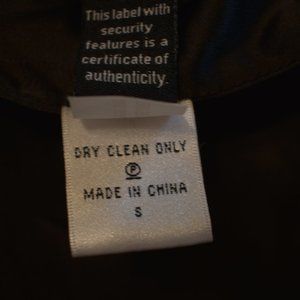 This label with
security
features is a
certificate of
authenticity.
DRY CLEAN ONLY
Ⓟ
MADE IN CHINA
S